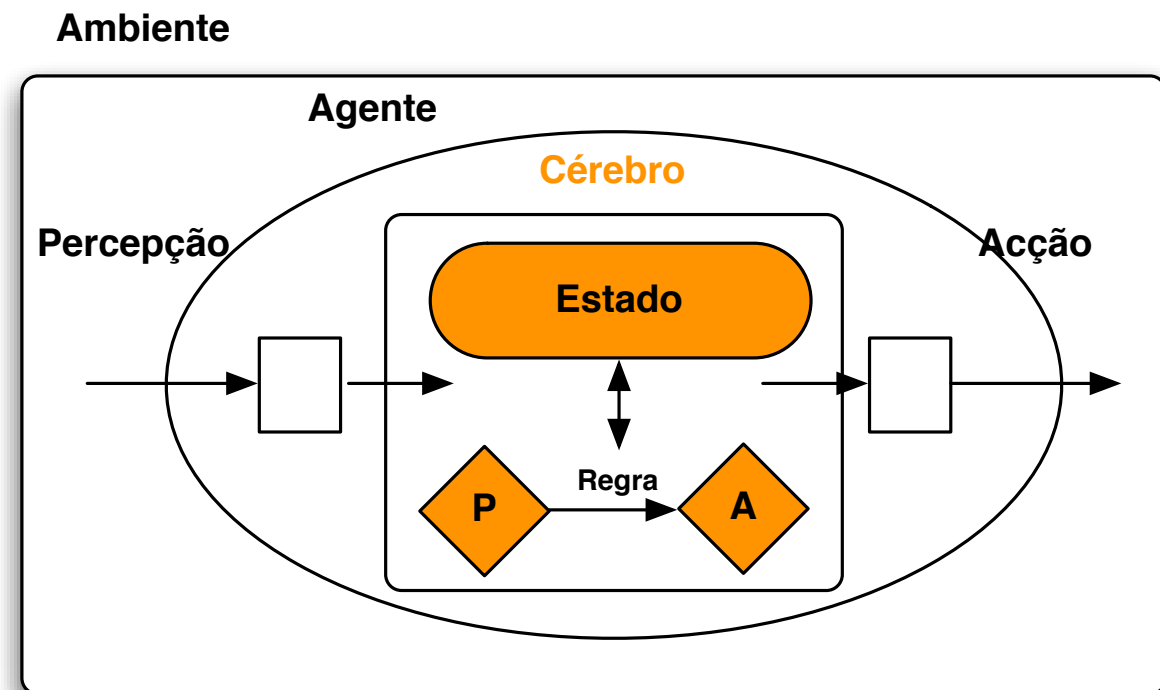 Ambiente
Agente
Cérebro
Percepção
Acção
Estado
Regra
P
A